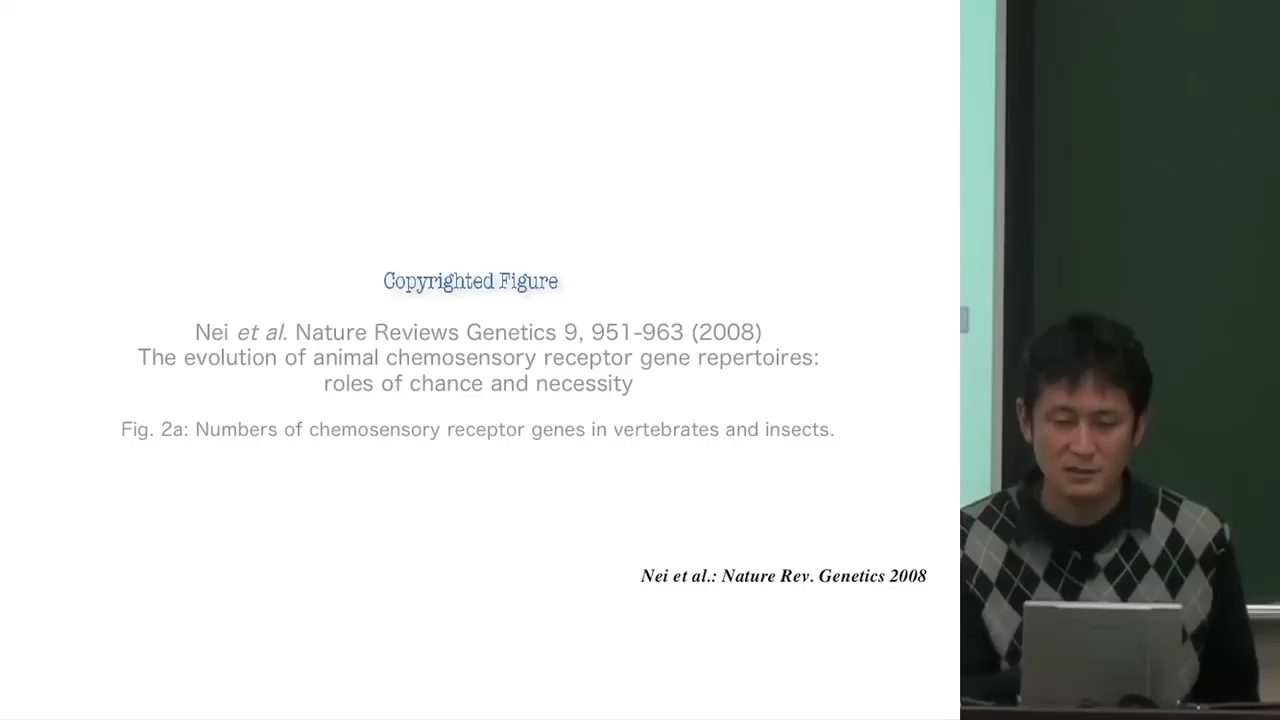 Copyrighted Figure
Nei et al. Nature Reviews Genetics 9, 951-963 (2008)
The evolution of animal chemosensory receptor gene repertoires:
roles of chance and necessity
Fig. 2a: Numbers of chemosensory receptor genes in vertebrates and insects.
Nei et al.: Nature Rev. Genetics 2008